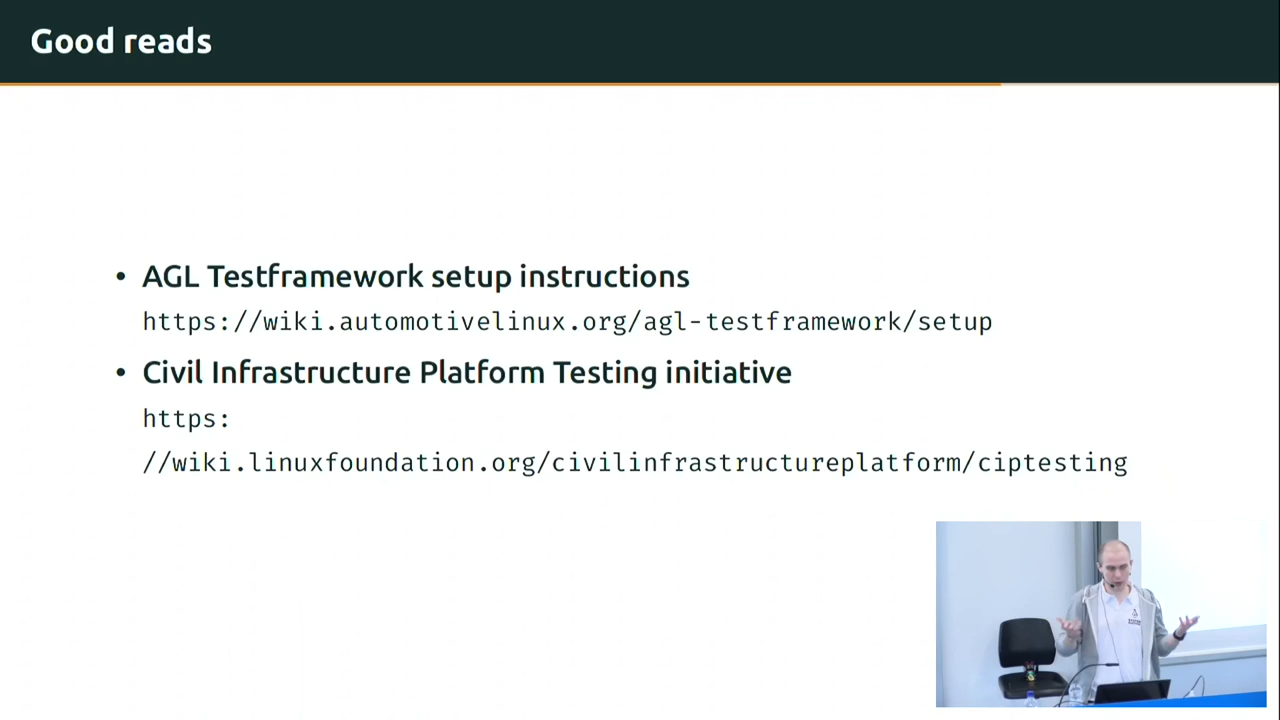 Good reads
• AGL Testframework setup instructions
https://wiki.automotivelinux.org/agl-testframework/setup
• Civil Infrastructure Platform Testing initiative
https:
//wiki.linuxfoundation.org/civilinfrastructureplatform/ciptesting